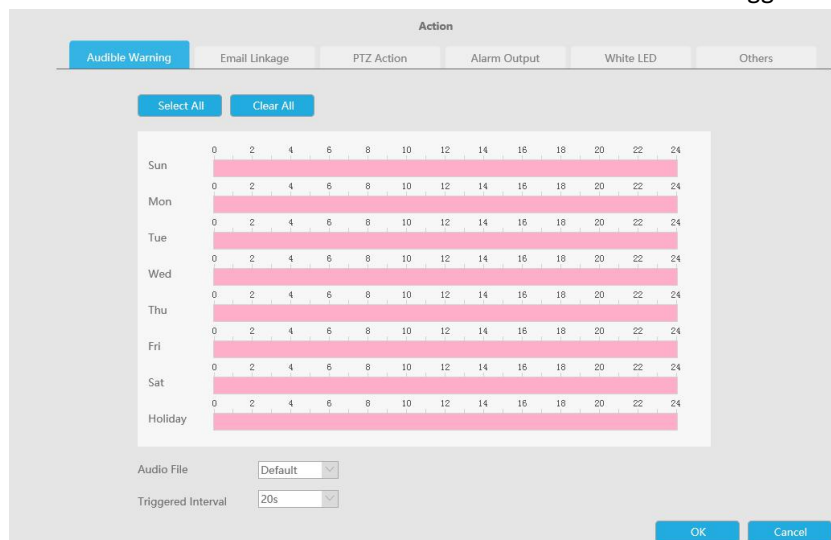 Action
Audible Warning Email Linkage PTZ Action Alarm Output White LED Others
Select All Clear All
0 2 4 6 8 10 12 14 16 18 20 22 24
Sun
0 2 4 6 8 10 12 14 16 18 20 22 24
Mon
0 2 4 6 8 10 12 14 16 18 20 22 24
Tue
0 2 4 6 8 10 12 14 16 18 20 22 24
Wed
0 2 4 6 8 10 12 14 16 18 20 22 24
Thu
0 2 4 6 8 10 12 14 16 18 20 22 24
Fri
0 2 4 6 8 10 12 14 16 18 20 22 24
Sat
0 2 4 6 8 10 12 14 16 18 20 22 24
Holiday
Audio File Default
Triggered Interval 20s
OK Cancel